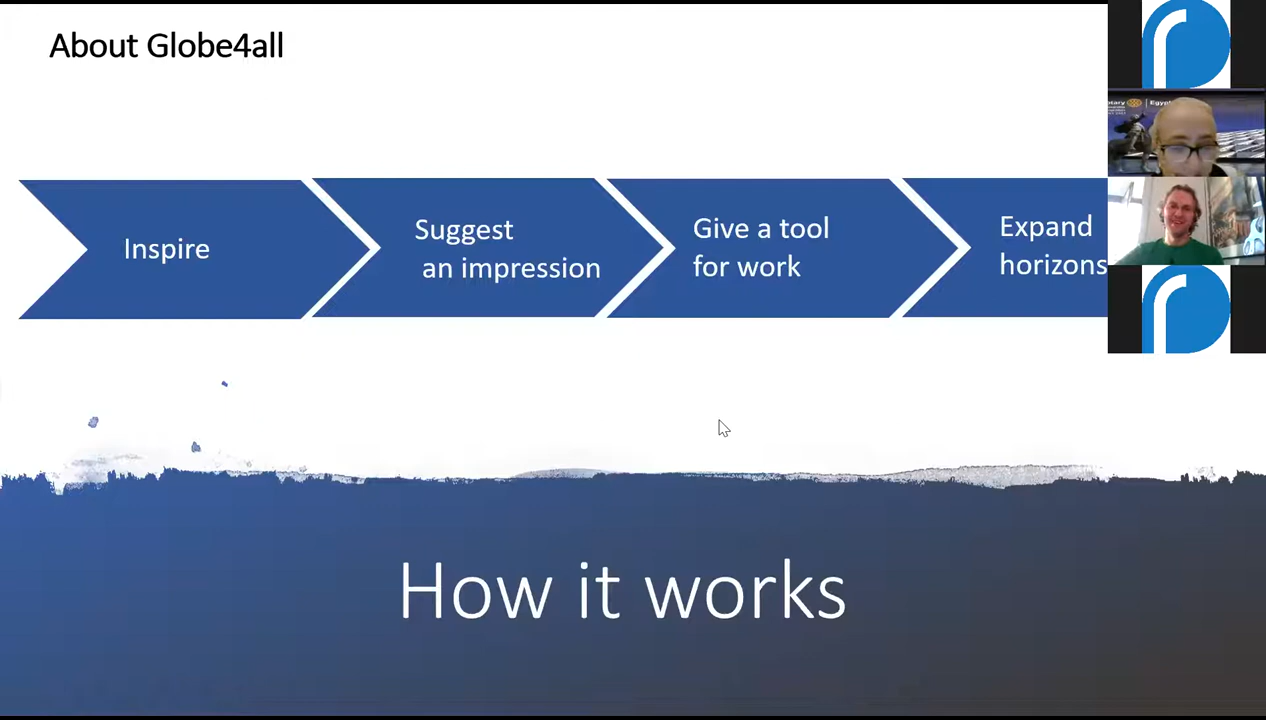 About Globe4all
Inspire
Suggest
an impression
Give a tool
for work
Expand
horizons
How it works